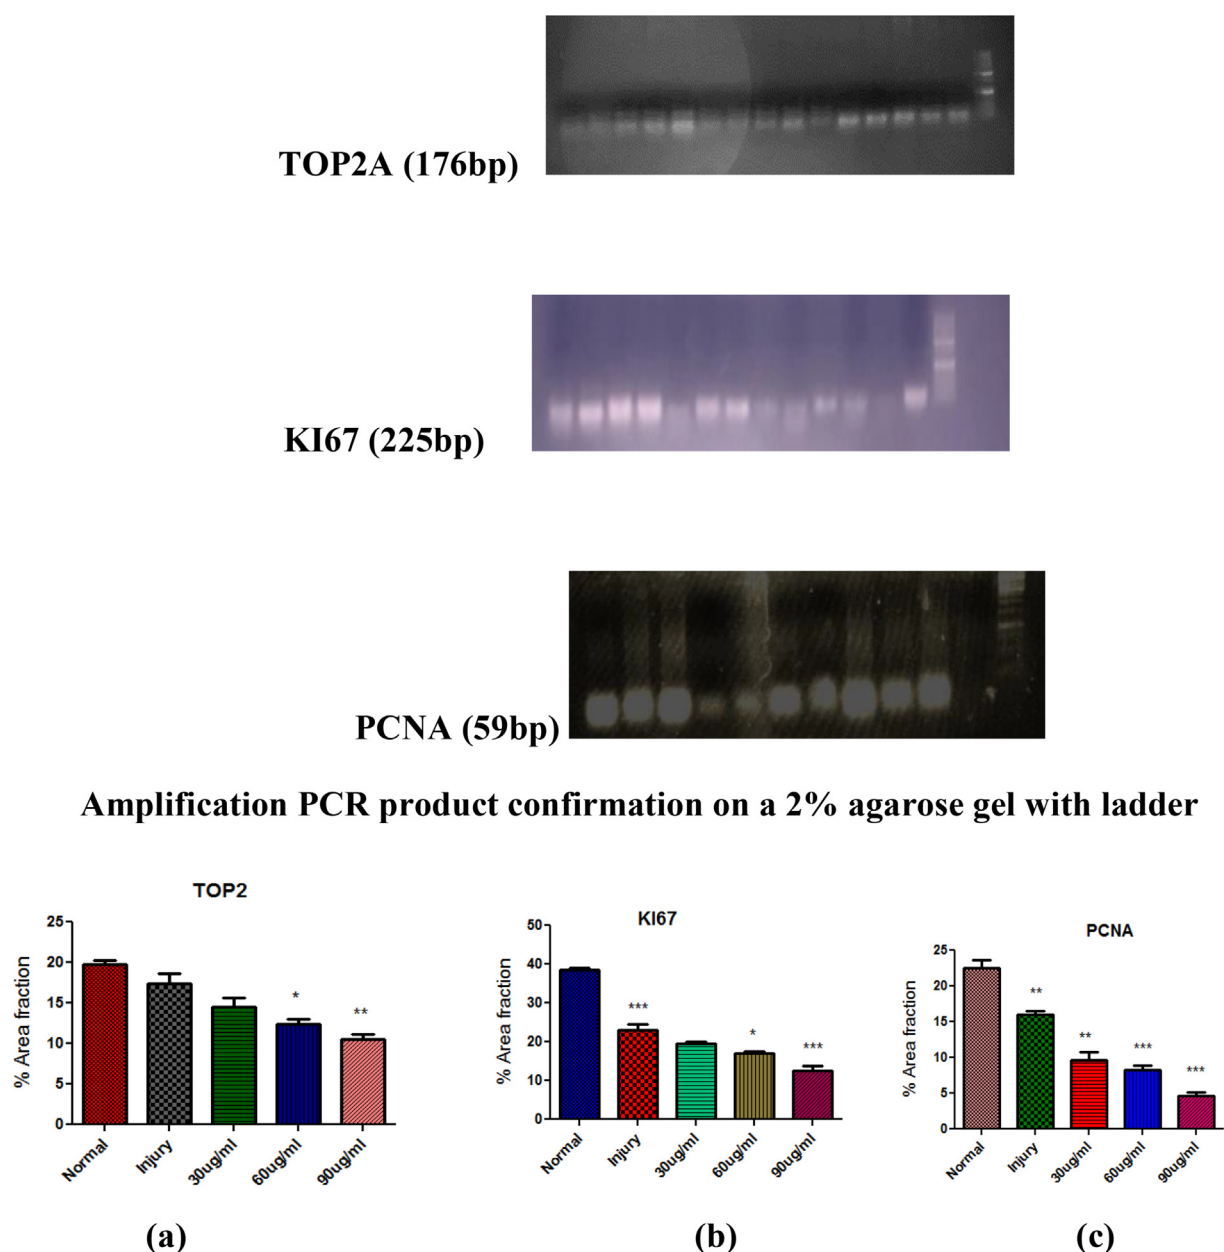 TOP2A (176bp)
KI67 (225bp)
PCNA (59bp)
Amplification PCR product confirmation on a 2% agarose gel with ladder
TOP2
% Area fraction
25
20
15
10
5
0
*
**
Normal
Injury
30ug/ml
60ug/ml
90ug/ml
(a)
KI67
% Area fraction
50
40
30
20
10
0
***
*
***
Normal
Injury
30ug/ml
60ug/ml
90ug/ml
(b)
PCNA
% Area fraction
25
20
15
10
5
0
**
**
***
***
Normal
Injury
30ug/ml
60ug/ml
90ug/ml
(c)